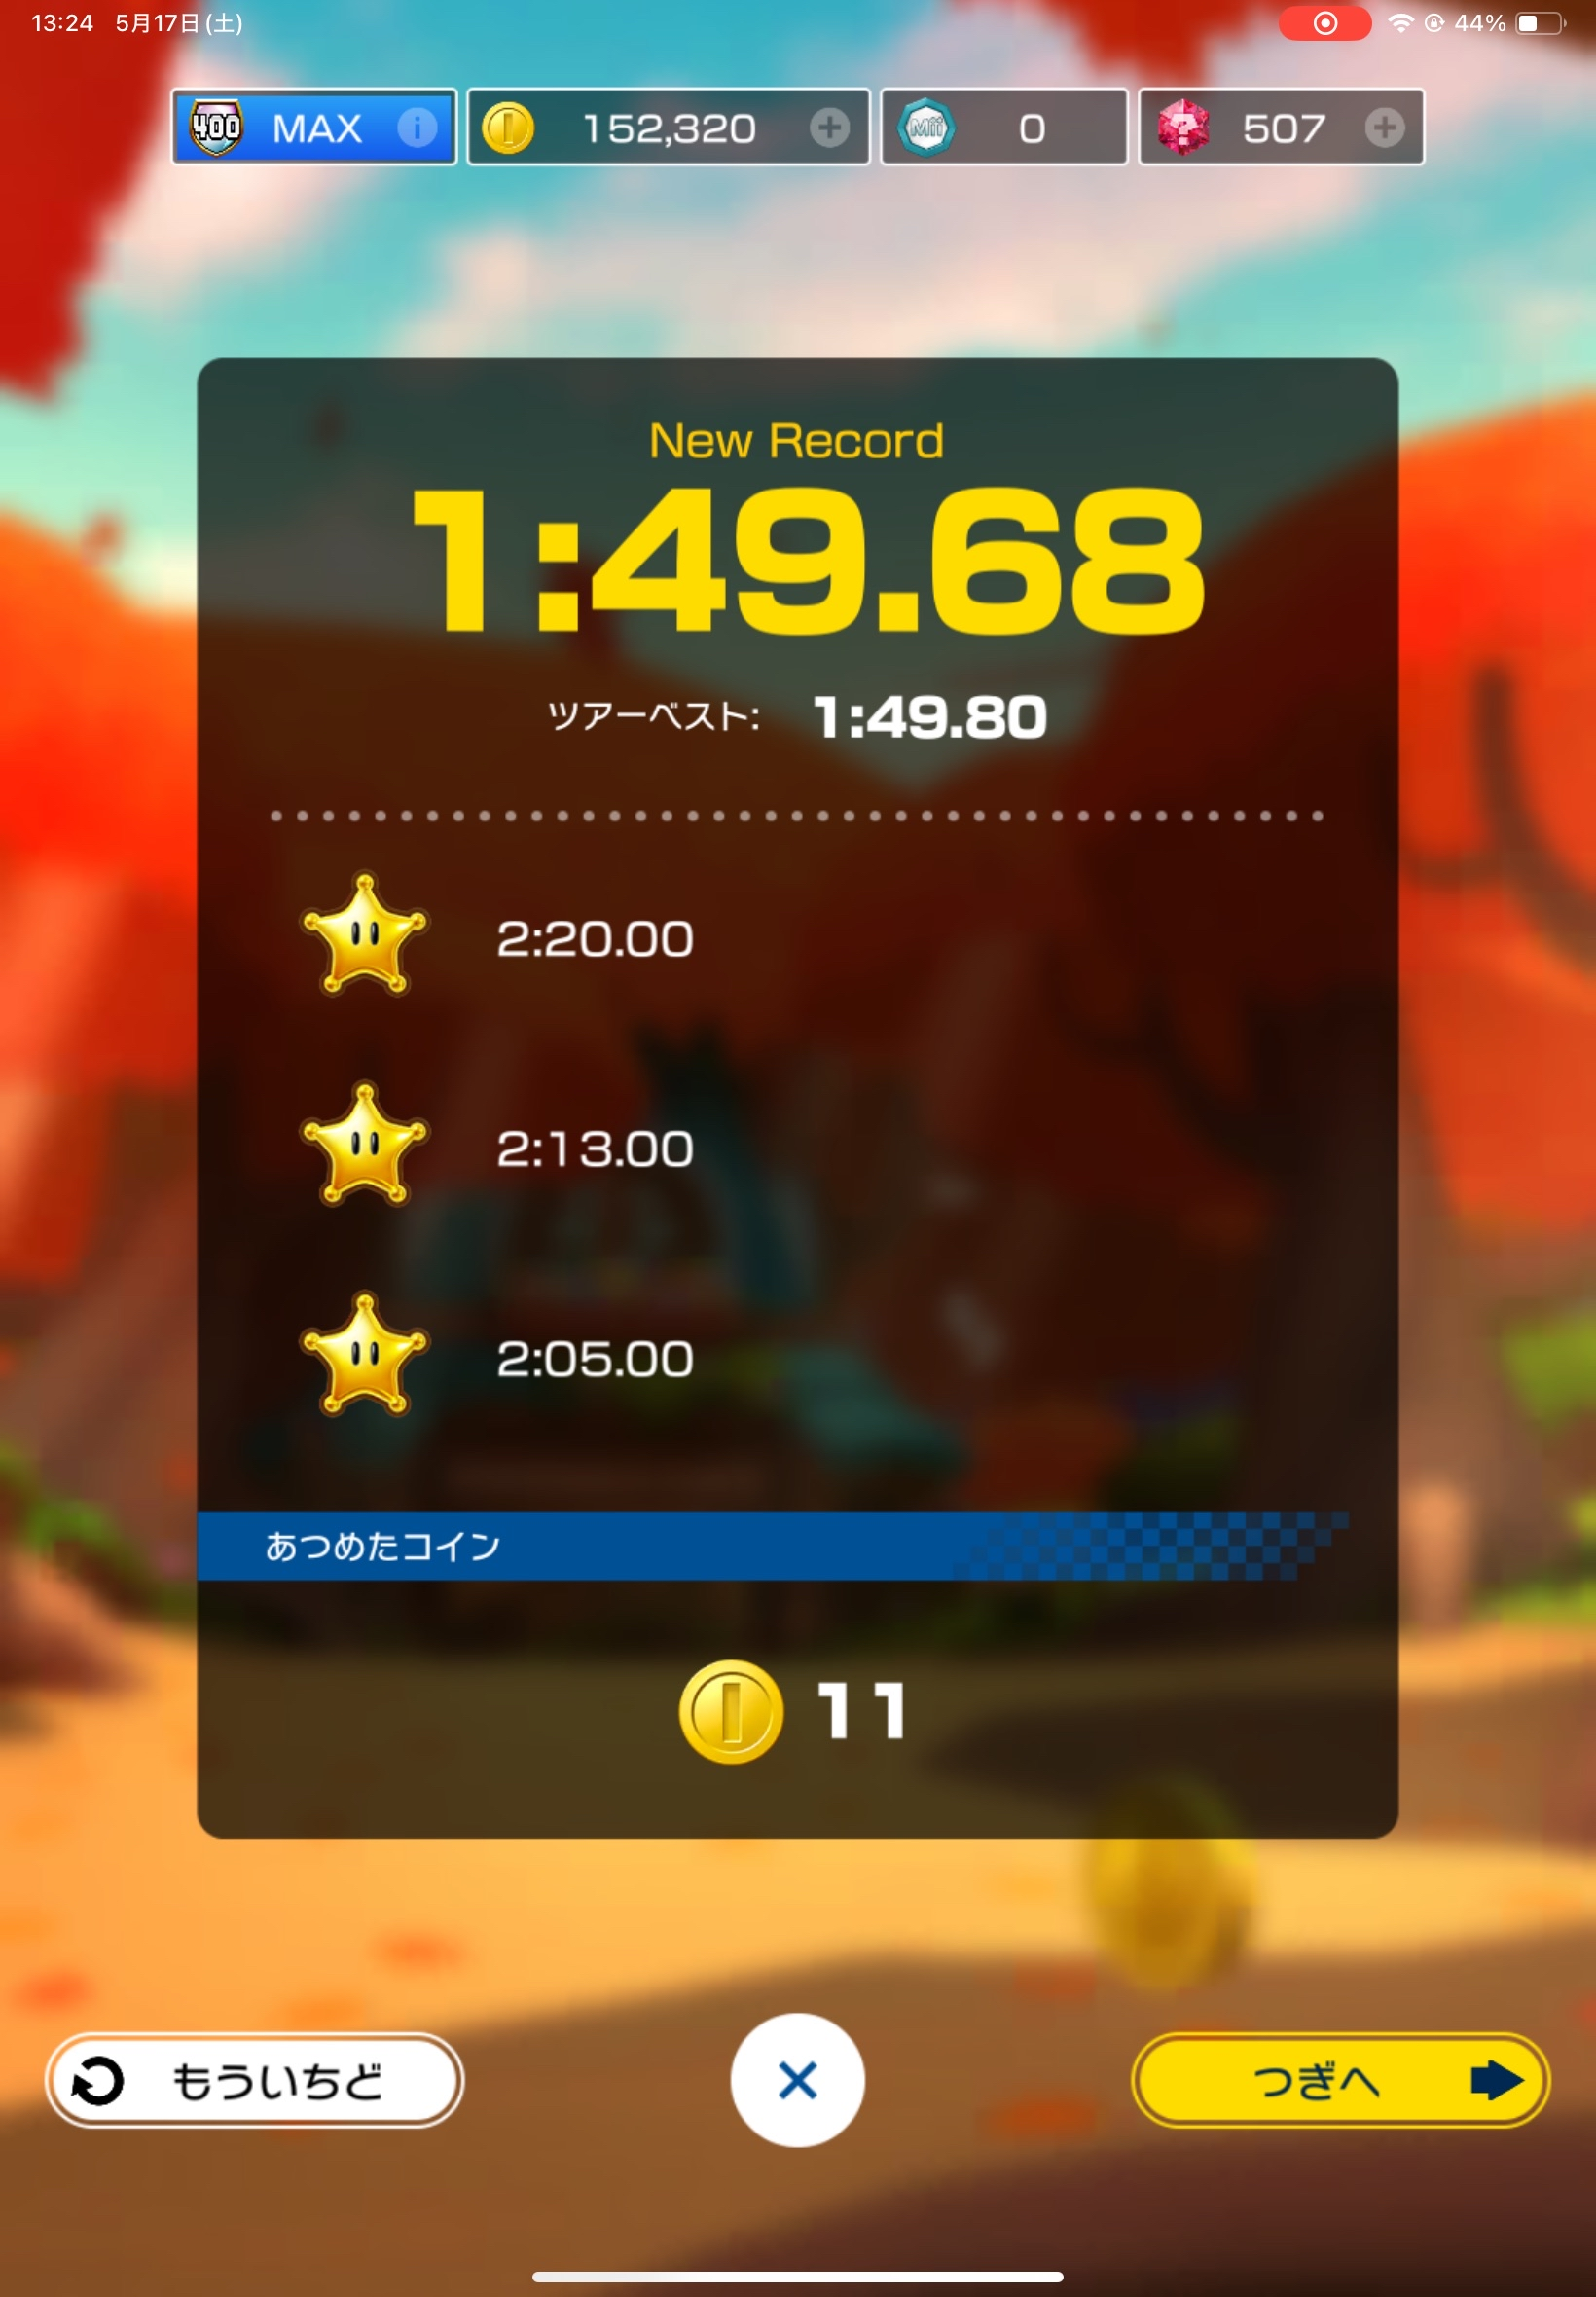 13:24 5月17日(土) 44%
400 MAX i 152,320 + Mii 0 ? 507 +
New Record
1:49.68
ツアーベスト: 1:49.80
2:20.00
2:13.00
2:05.00
あつめたコイン
11
もういちど × つぎへ